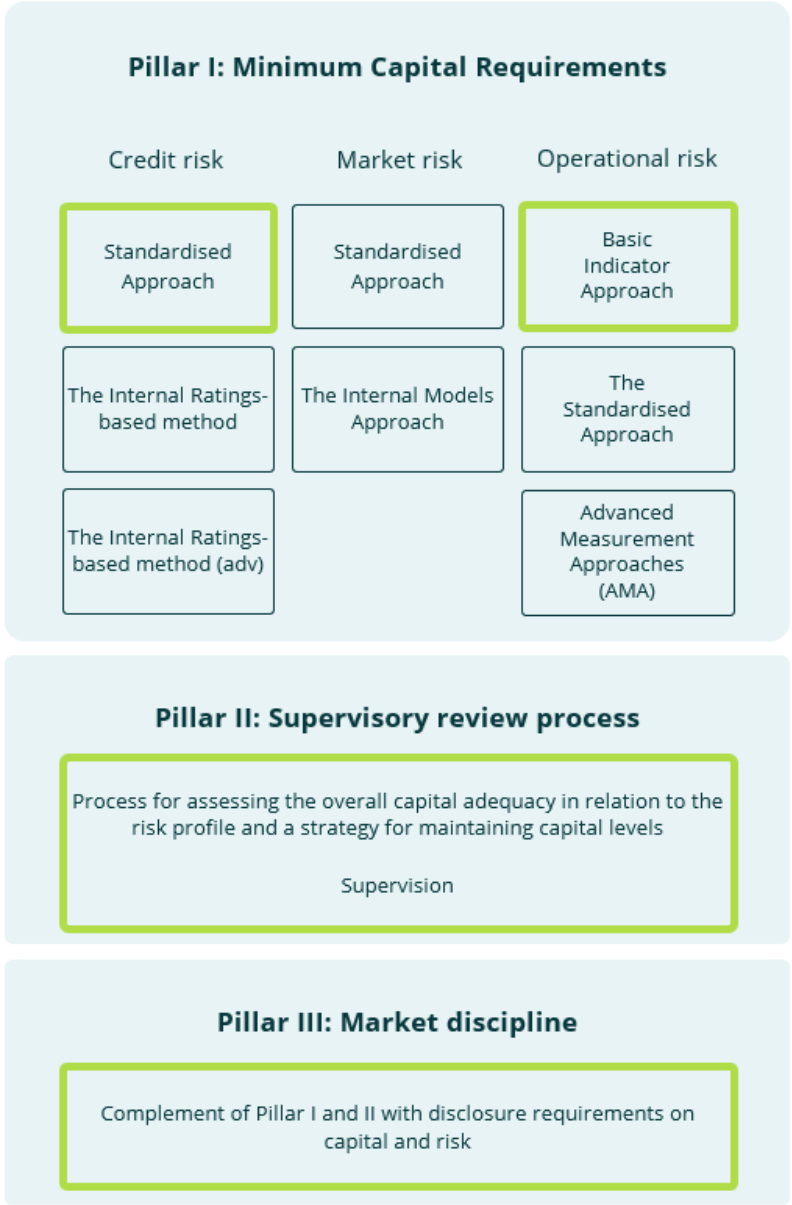 Pillar I: Minimum Capital Requirements
Credit risk
Market risk
Operational risk
Standardised
Approach
Standardised
Approach
Basic
Indicator
Approach
The Internal Ratings-
based method
The Internal Models
Approach
The
Standardised
Approach
The Internal Ratings-
based method (adv)
Advanced
Measurement
Approaches
(AMA)
Pillar II: Supervisory review process
Process for assessing the overall capital adequacy in relation to the
risk profile and a strategy for maintaining capital levels
Supervision
Pillar III: Market discipline
Complement of Pillar I and II with disclosure requirements on
capital and risk